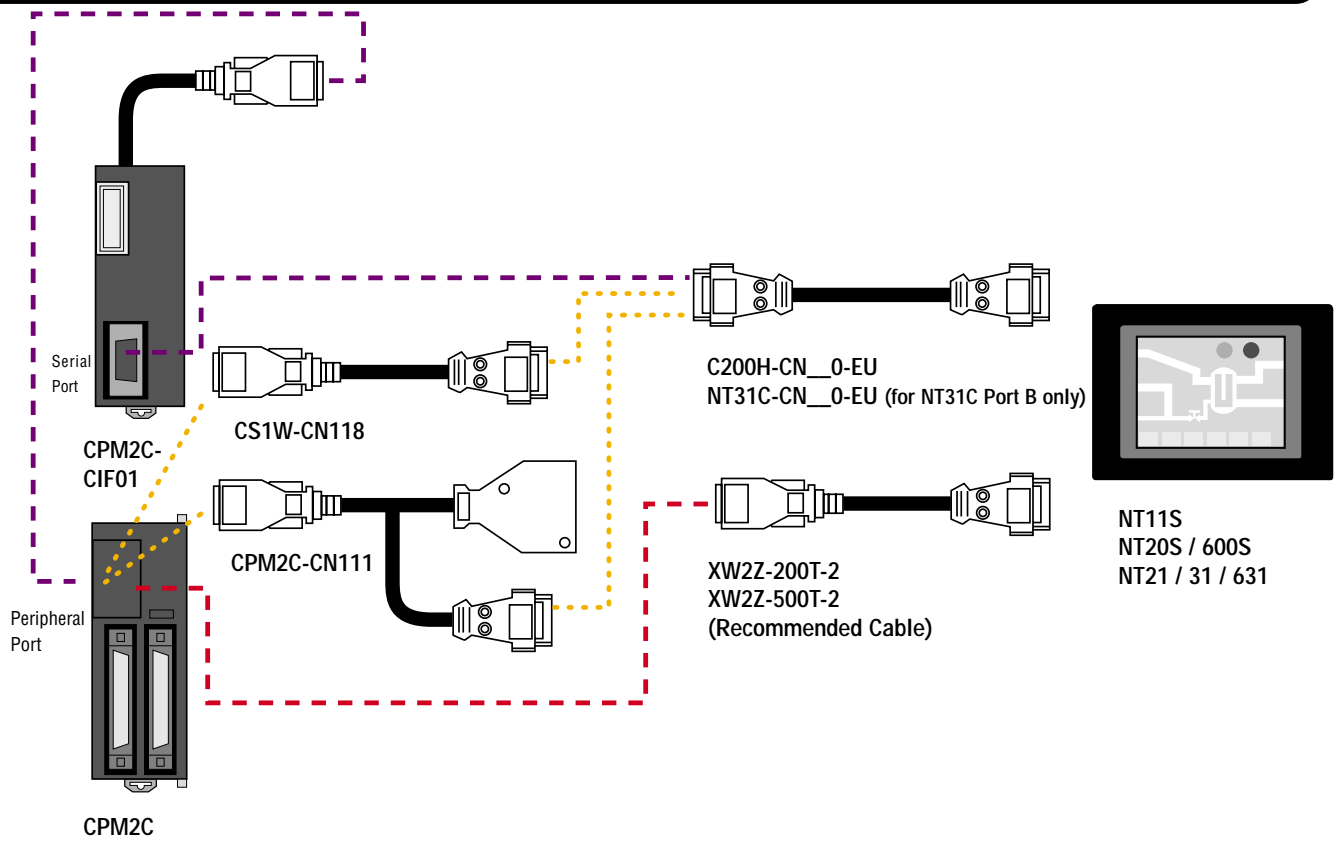 Serial
Port
CPM2C-
CIF01
CS1W-CN118
CPM2C-CN111
Peripheral
Port
CPM2C
C200H-CN__0-EU
NT31C-CN__0-EU (for NT31C Port B only)
XW2Z-200T-2
XW2Z-500T-2
(Recommended Cable)
NT11S
NT20S / 600S
NT21 / 31 / 631